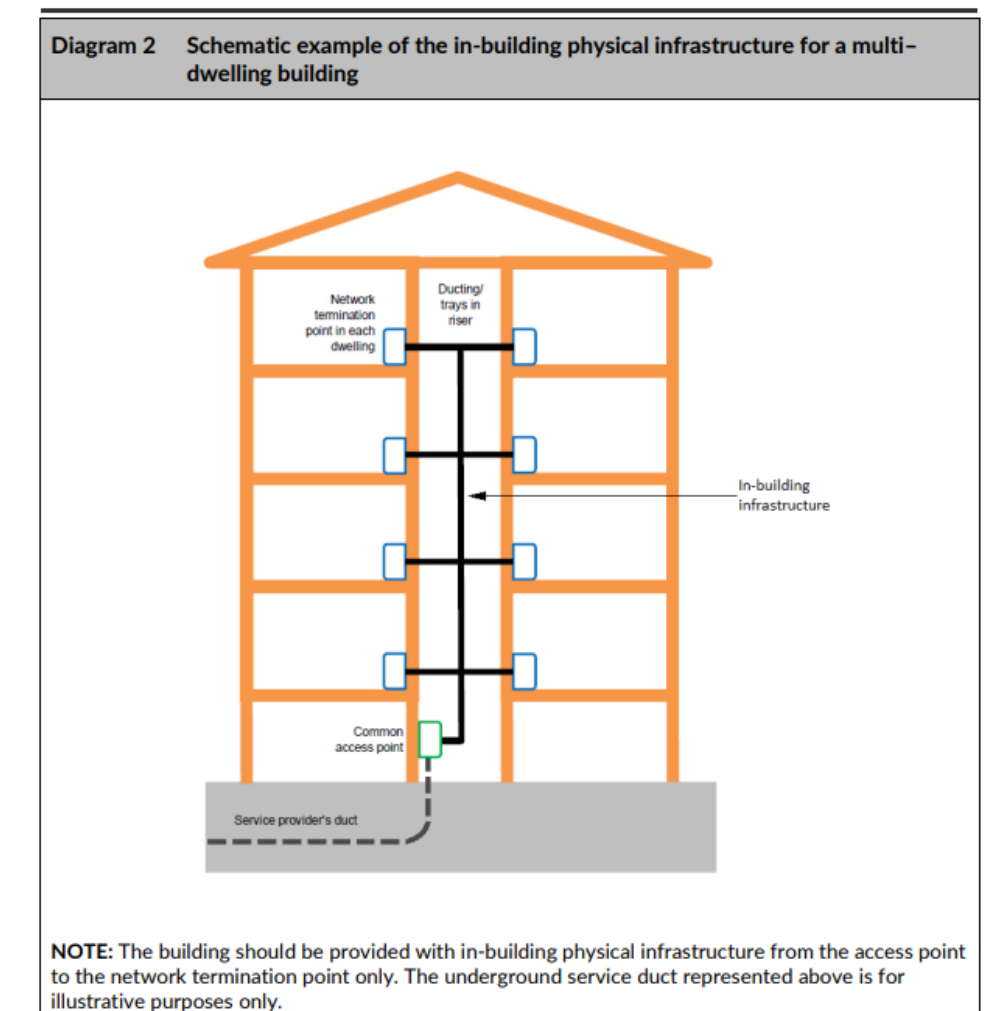 Diagram 2 Schematic example of the in-building physical infrastructure for a multi–
dwelling building
Network
termination
point in each
dwelling
Ducting/
trays in
riser
In-building
infrastructure
Common
access point
Service provider's duct
NOTE: The building should be provided with in-building physical infrastructure from the access point
to the network termination point only. The underground service duct represented above is for
illustrative purposes only.